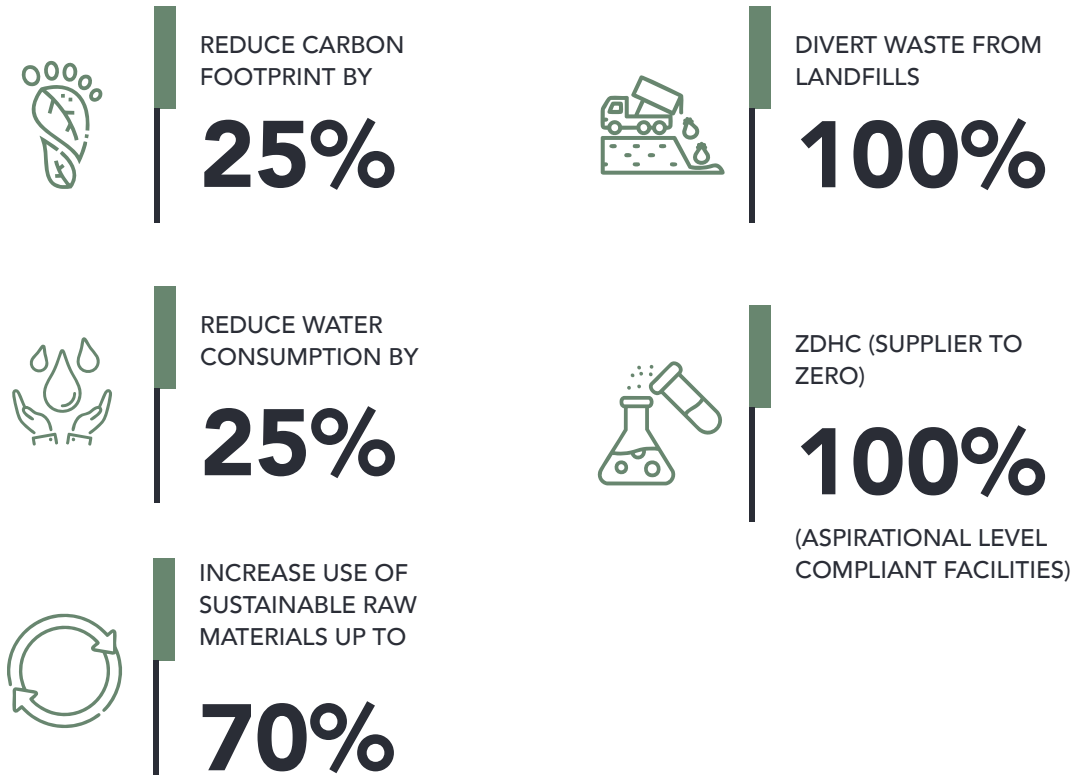 REDUCE CARBON
FOOTPRINT BY
25%
REDUCE WATER
CONSUMPTION BY
25%
INCREASE USE OF
SUSTAINABLE RAW
MATERIALS UP TO
70%
DIVERT WASTE FROM
LANDFILLS
100%
ZDHC (SUPPLIER TO
ZERO)
100%
(ASPIRATIONAL LEVEL
COMPLIANT FACILITIES)